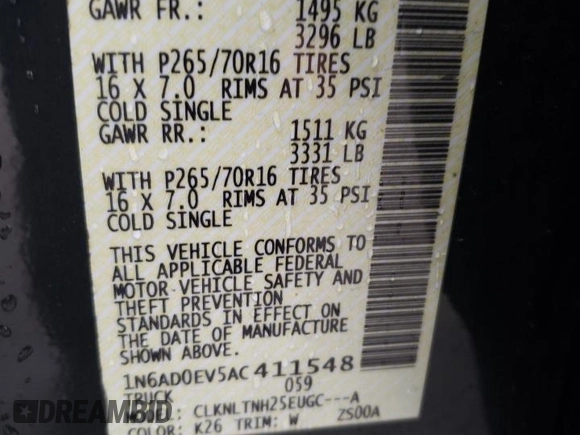 GAWR FR.: 1495 KG
3296 LB
WITH P265/70R16 TIRES
16 X 7.0 RIMS AT 35 PSI
COLD SINGLE
GAWR RR.: 1511 KG
3331 LB
WITH P265/70R16 TIRES
16 X 7.0 RIMS AT 35 PSI
COLD SINGLE
THIS VEHICLE CONFORMS TO
ALL APPLICABLE FEDERAL
MOTOR VEHICLE SAFETY AND
THEFT PREVENTION
STANDARDS IN EFFECT ON
THE DATE OF MANUFACTURE
SHOWN ABOVE.
1N6AD0EV5AC411548
TRUCK 059
MODEL: CLKNLTNH25EUGC---A
COLOR: K26 TRIM: W ZS00A
© carsfromwest